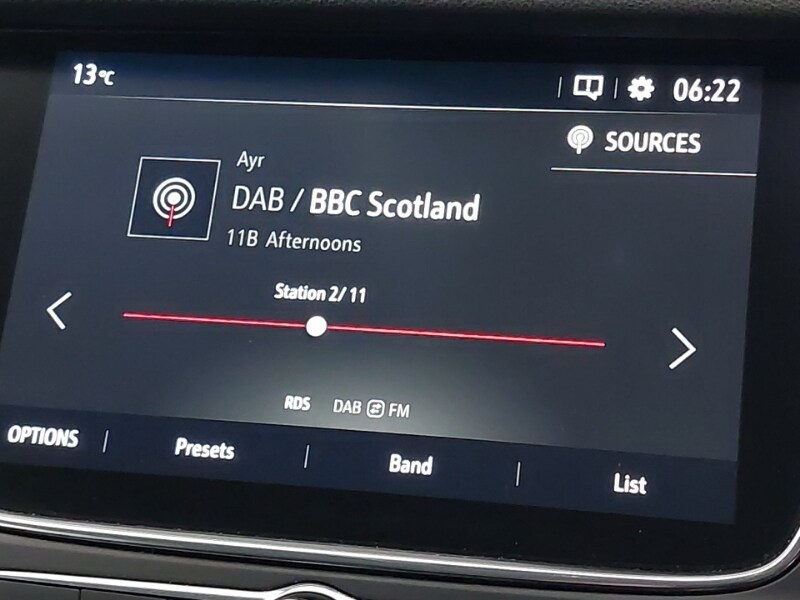 13°C
06:22
SOURCES
Ayr
DAB / BBC Scotland
11B Afternoons
Station 2/11
RDS DAB FM
OPTIONS Presets Band List